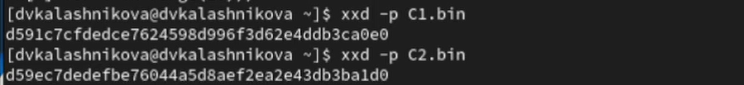 [dvkalashnikova@dvkalashnikova ~]$ xxd -p C1.bin
d591c7cfdedce7624598d996f3d62e4ddb3ca0e0
[dvkalashnikova@dvkalashnikova ~]$ xxd -p C2.bin
d59ec7dedefbe76044a5d8aef2ea2e43db3ba1d0